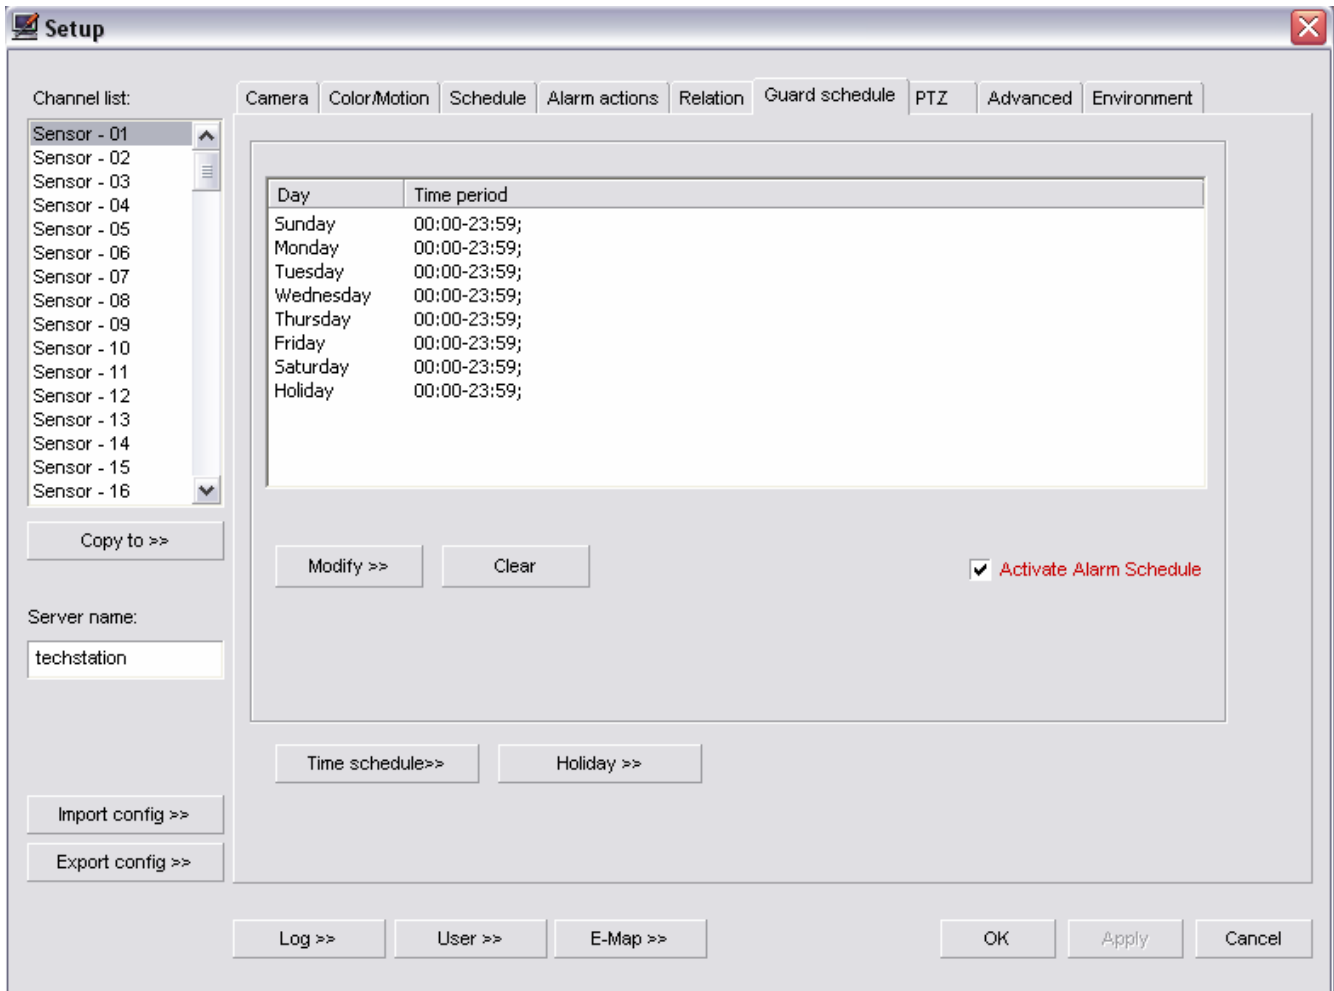 Setup
Channel list:
Camera Color/Motion Schedule Alarm actions Relation Guard schedule PTZ Advanced Environment
Sensor - 01
Sensor - 02
Sensor - 03
Sensor - 04
Sensor - 05
Sensor - 06
Sensor - 07
Sensor - 08
Sensor - 09
Sensor - 10
Sensor - 11
Sensor - 12
Sensor - 13
Sensor - 14
Sensor - 15
Sensor - 16
Copy to >>
Server name:
techstation
Import config >>
Export config >>
Day Time period
Sunday 00:00-23:59;
Monday 00:00-23:59;
Tuesday 00:00-23:59;
Wednesday 00:00-23:59;
Thursday 00:00-23:59;
Friday 00:00-23:59;
Saturday 00:00-23:59;
Holiday 00:00-23:59;
Modify >> Clear Activate Alarm Schedule
Time schedule>> Holiday >>
Log >> User >> E-Map >> OK Apply Cancel